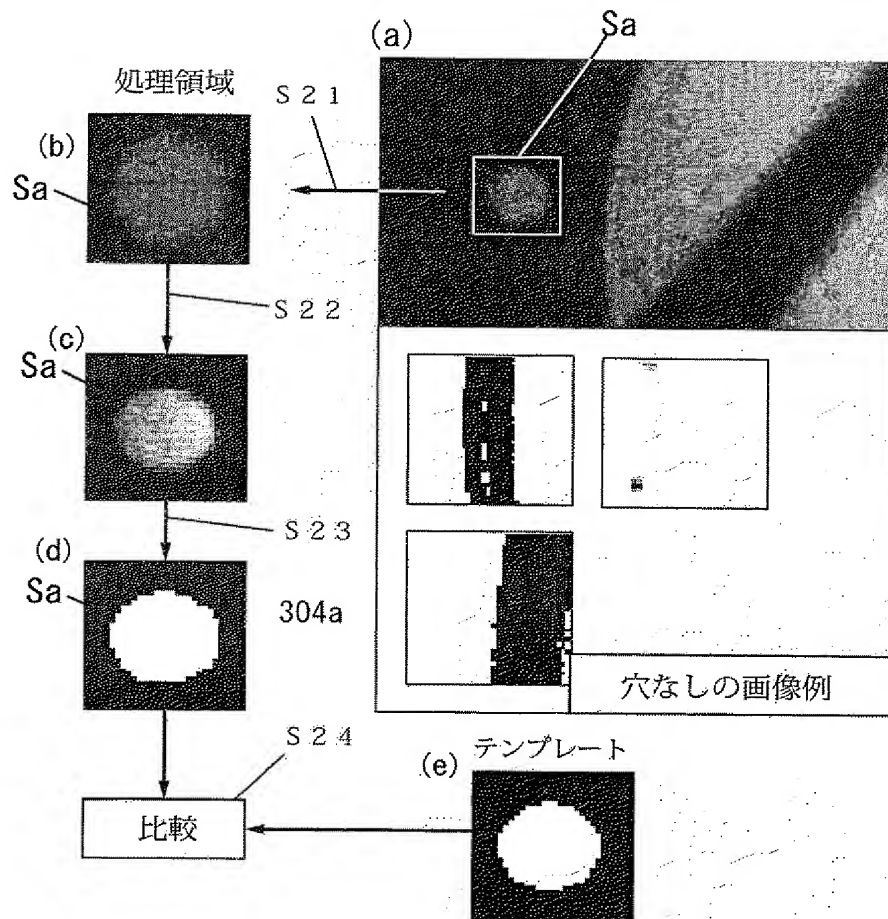 (a)
Sa
処理領域
S21
(b)
Sa
S22
(c)
Sa
S23
(d)
Sa
304a
穴なしの画像例
S24
テンプレート
(e)
比較